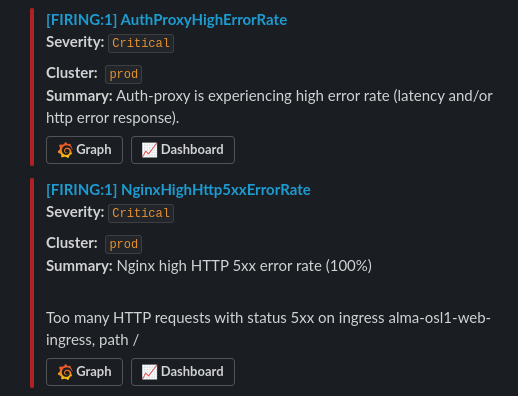 [FIRING:1] AuthProxyHighErrorRate
Severity: Critical
Cluster: prod
Summary: Auth-proxy is experiencing high error rate (latency and/or
http error response).
Graph Dashboard
[FIRING:1] NginxHighHttp5xxErrorRate
Severity: Critical
Cluster: prod
Summary: Nginx high HTTP 5xx error rate (100%)
Too many HTTP requests with status 5xx on ingress alma-osl1-web-
ingress, path /
Graph Dashboard